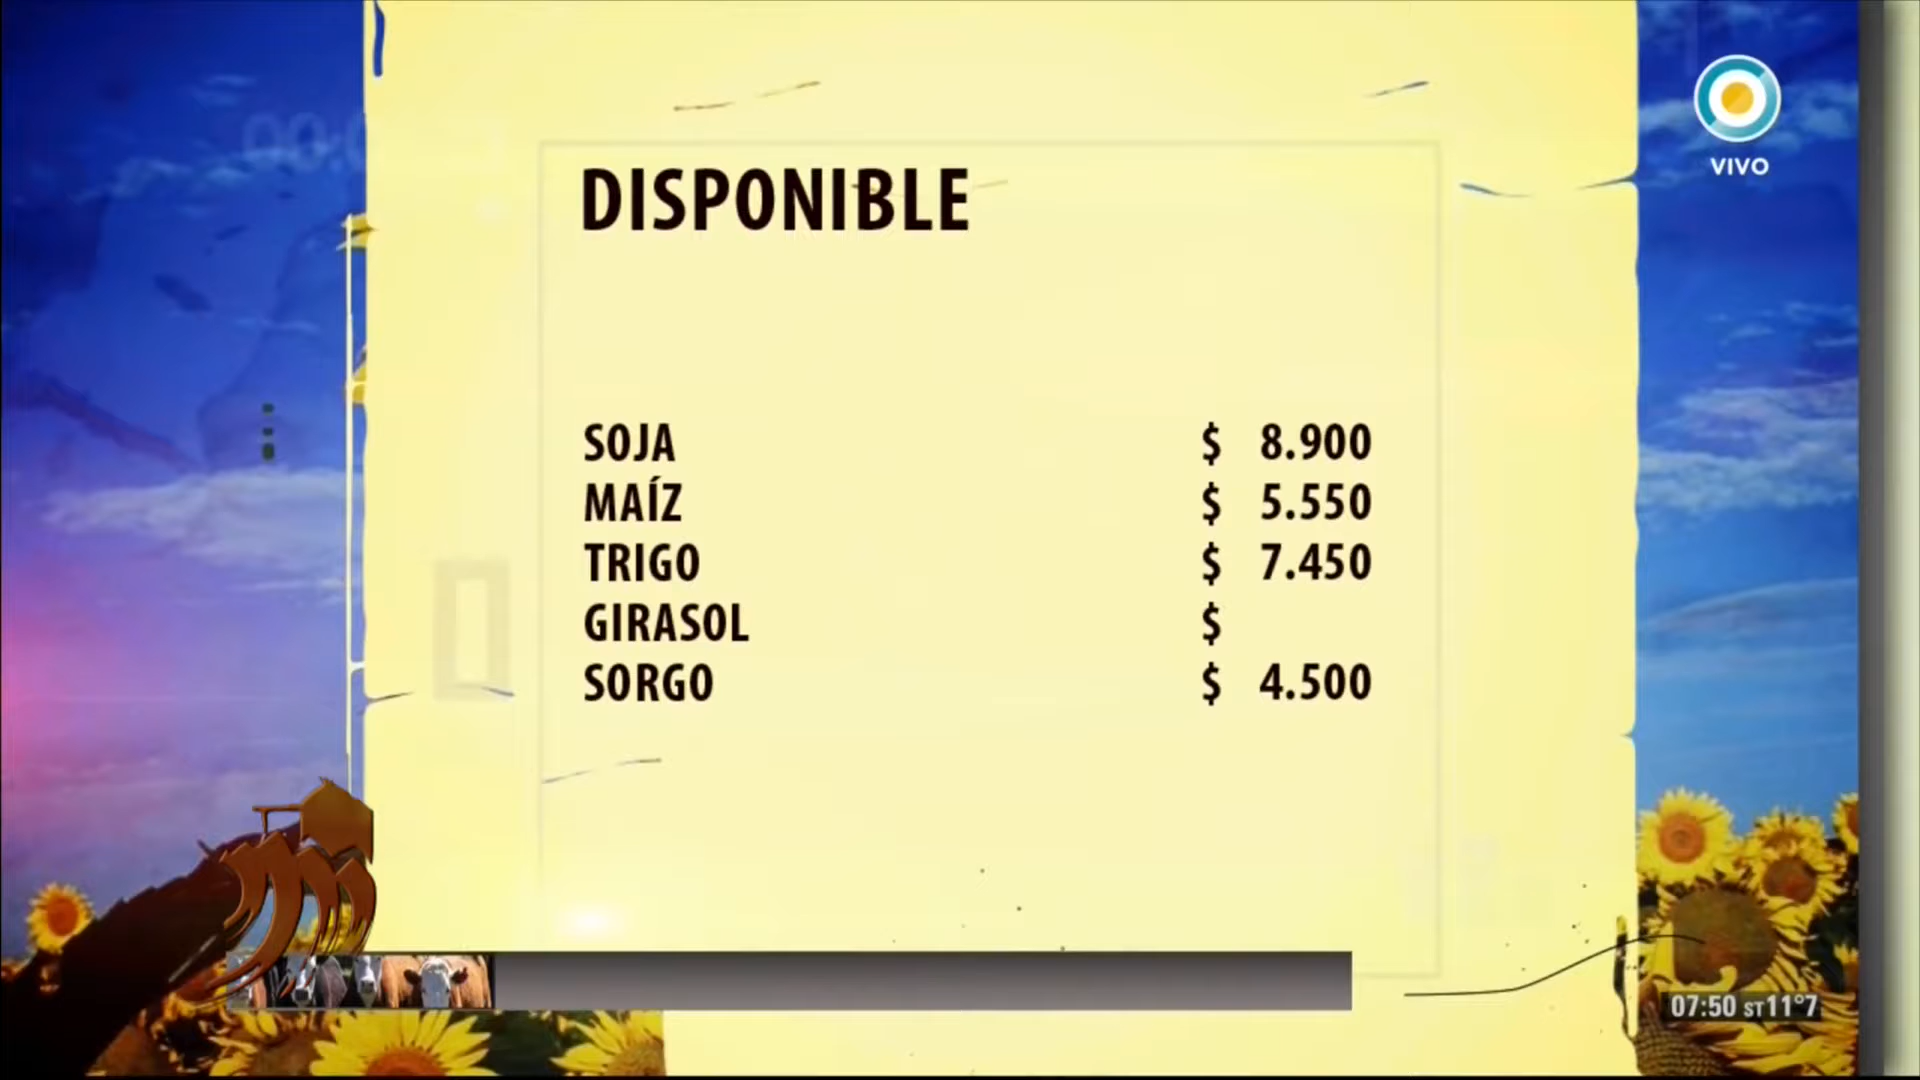 VIVO
DISPONIBLE
SOJA $ 8.900
MAÍZ $ 5.550
TRIGO $ 7.450
GIRASOL $
SORGO $ 4.500
07:50 ST11°7